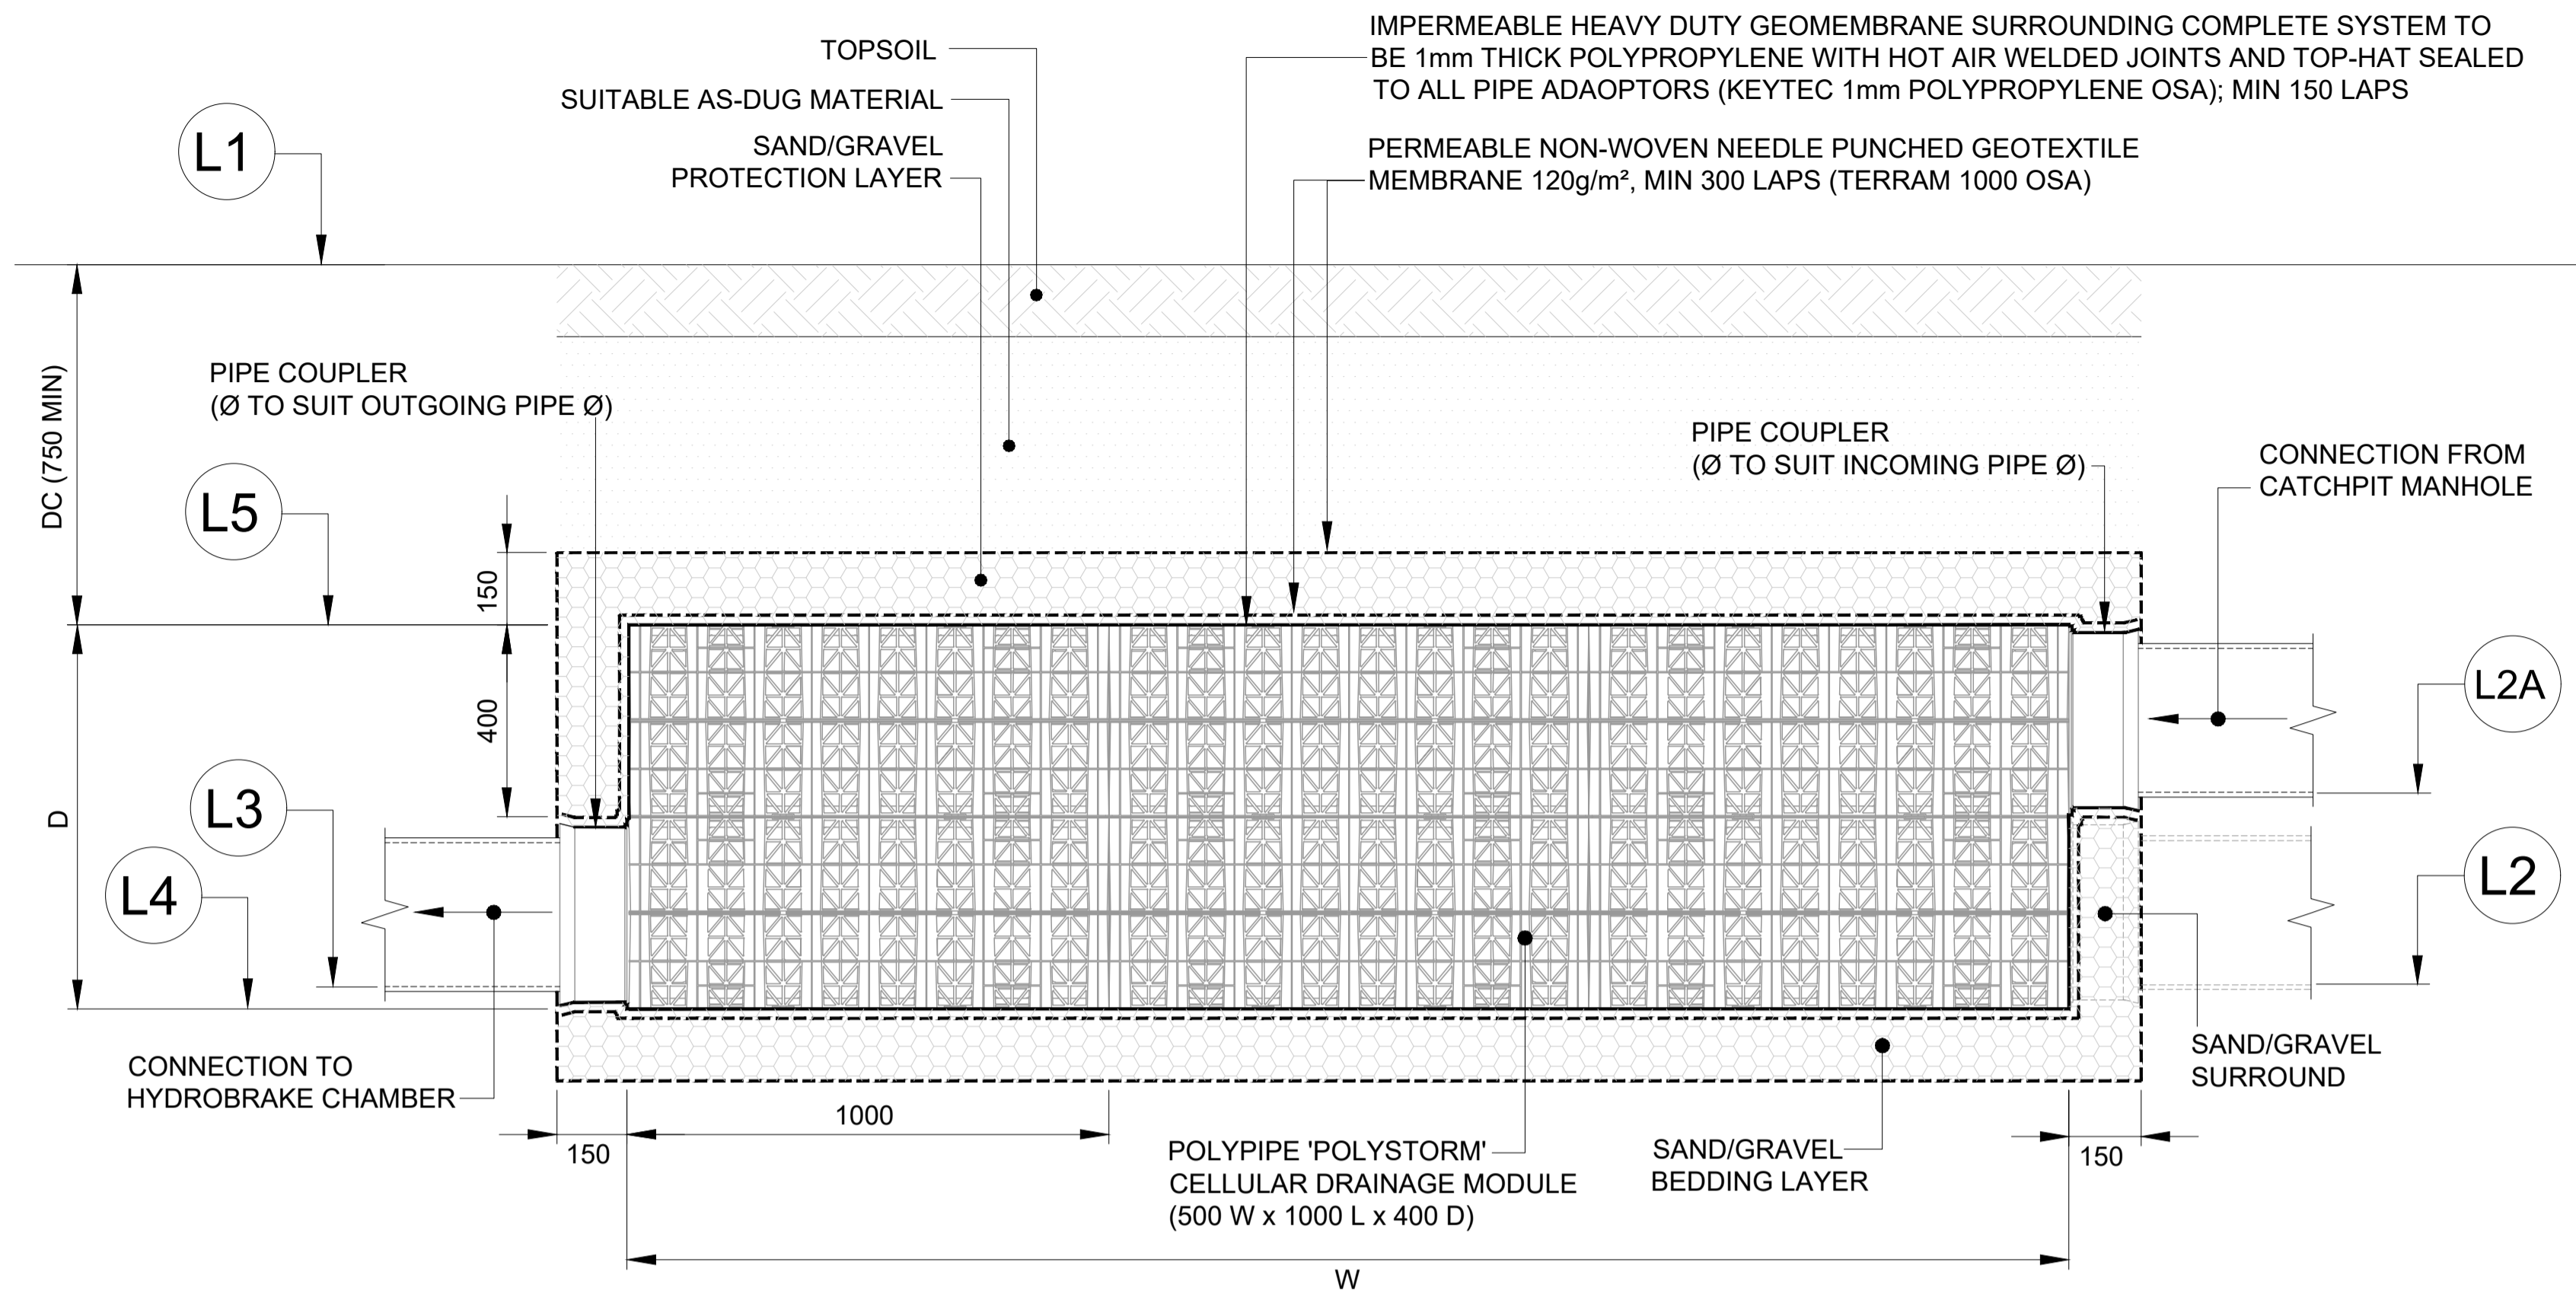 IMPERMEABLE HEAVY DUTY GEOMEMBRANE SURROUNDING COMPLETE SYSTEM TO
BE 1mm THICK POLYPROPYLENE WITH HOT AIR WELDED JOINTS AND TOP-HAT SEALED
TO ALL PIPE ADAOPTORS (KEYTEC 1mm POLYPROPYLENE OSA); MIN 150 LAPS
TOPSOIL
SUITABLE AS-DUG MATERIAL
SAND/GRAVEL
PROTECTION LAYER
PERMEABLE NON-WOVEN NEEDLE PUNCHED GEOTEXTILE
MEMBRANE 120g/m², MIN 300 LAPS (TERRAM 1000 OSA)
L1
DC (750 MIN)
PIPE COUPLER
(Ø TO SUIT OUTGOING PIPE Ø)
PIPE COUPLER
(Ø TO SUIT INCOMING PIPE Ø)
CONNECTION FROM
CATCHPIT MANHOLE
L5
150
400
L2A
D
L3
L4
L2
CONNECTION TO
HYDROBRAKE CHAMBER
SAND/GRAVEL
SURROUND
150
1000
POLYPIPE 'POLYSTORM'
CELLULAR DRAINAGE MODULE
(500 W x 1000 L x 400 D)
SAND/GRAVEL
BEDDING LAYER
150
W